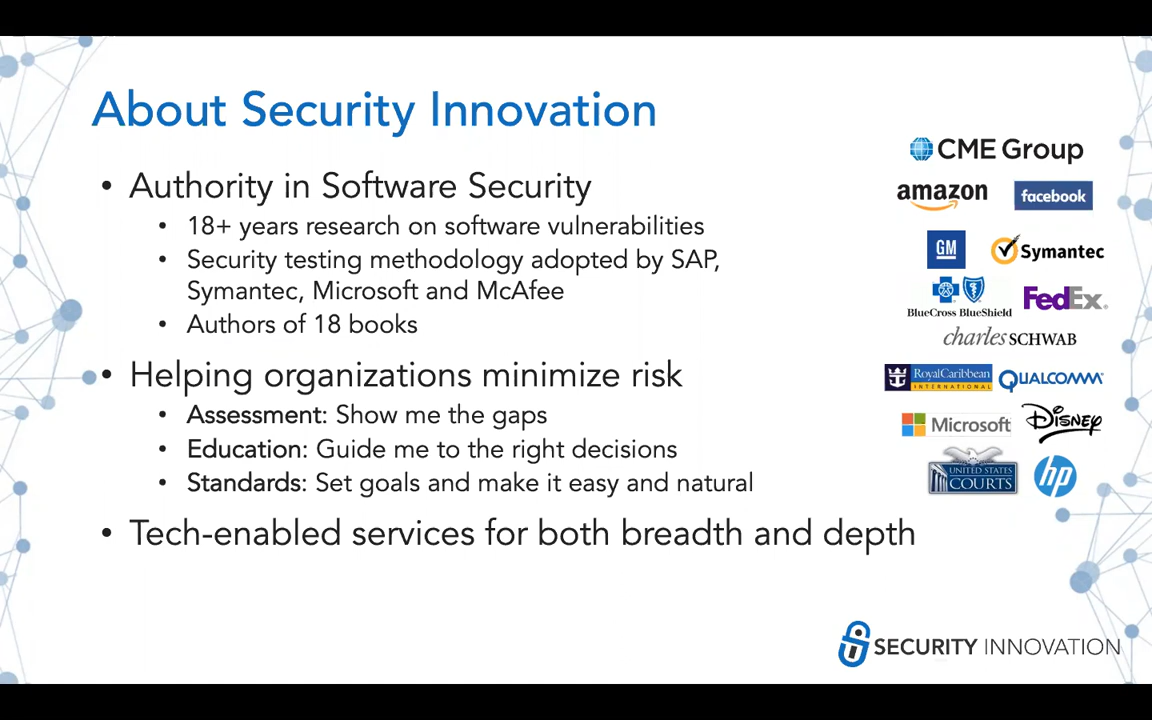 About Security Innovation
• Authority in Software Security
• 18+ years research on software vulnerabilities
• Security testing methodology adopted by SAP,
Symantec, Microsoft and McAfee
• Authors of 18 books
• Helping organizations minimize risk
• Assessment: Show me the gaps
• Education: Guide me to the right decisions
• Standards: Set goals and make it easy and natural
• Tech-enabled services for both breadth and depth
CME Group
amazon facebook
GM Symantec
BlueCross BlueShield FedEx®
charles SCHWAB
RoyalCaribbean QUALCOMM
INTERNATIONAL
Microsoft Disney
UNITED STATES
COURTS hp
SECURITY INNOVATION